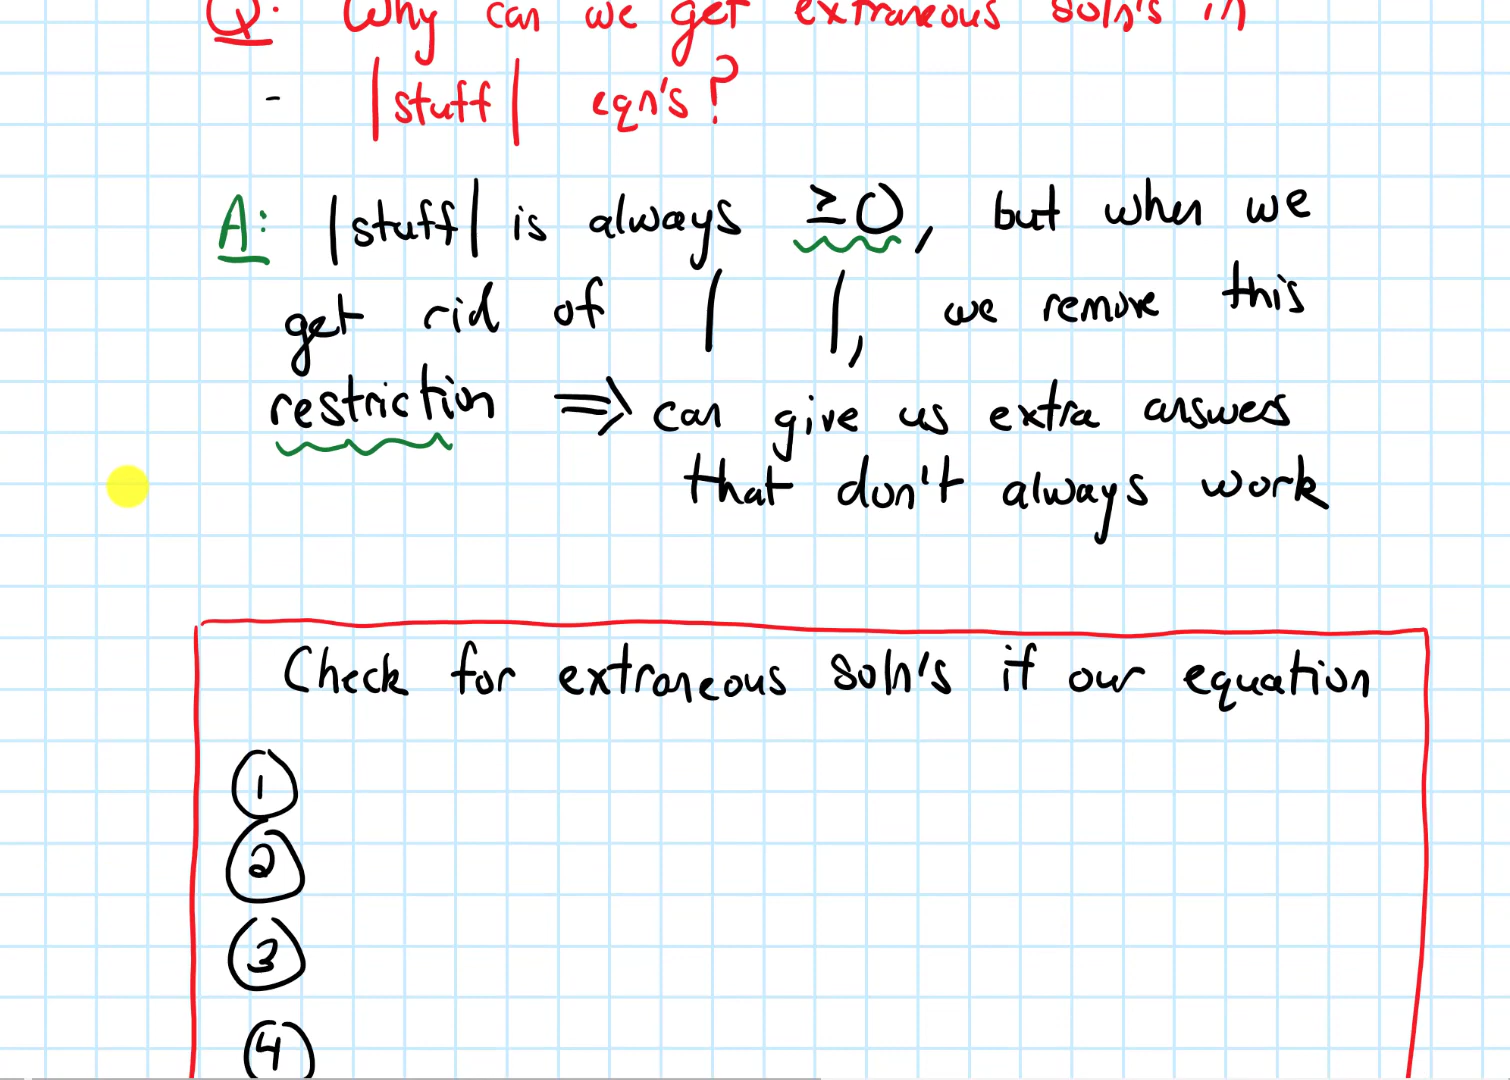 Q: Why can we get extraneous soln's in
- |stuff| eqn's?
A: |stuff| is always ≥0, but when we
get rid of | |, we remove this
restriction ⇒ can give us extra answers
that don't always work
Check for extraneous soln's if our equation
①
②
③
④